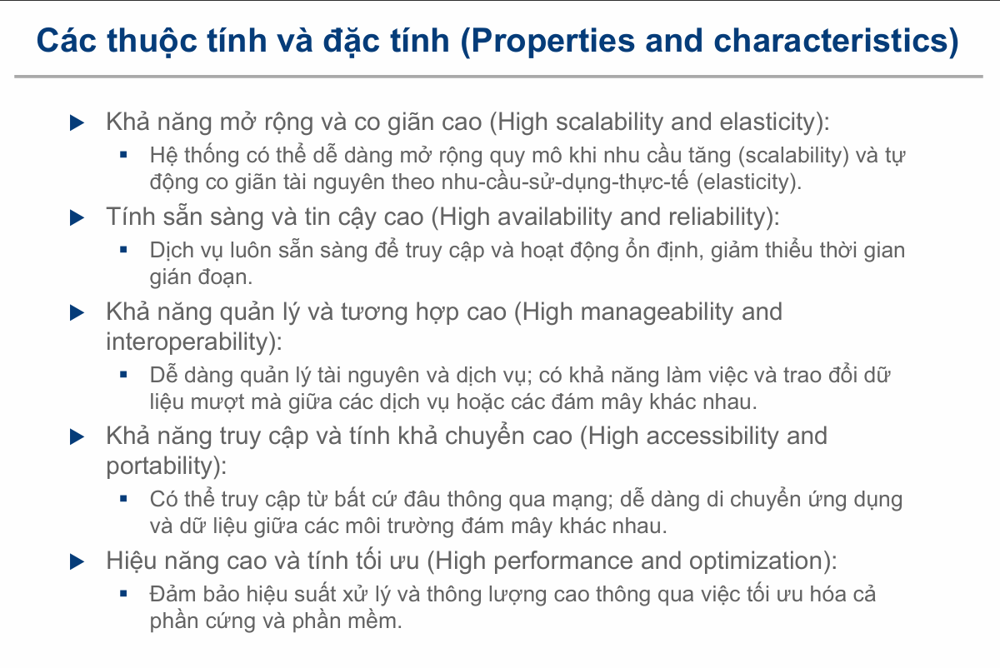 Các thuộc tính và đặc tính (Properties and characteristics)
Khả năng mở rộng và co giãn cao (High scalability and elasticity):
Hệ thống có thể dễ dàng mở rộng quy mô khi nhu cầu tăng (scalability) và tự
động co giãn tài nguyên theo nhu-cầu-sử-dụng-thực-tế (elasticity).
Tính sẵn sàng và tin cậy cao (High availability and reliability):
Dịch vụ luôn sẵn sàng để truy cập và hoạt động ổn định, giảm thiểu thời gian
gián đoạn.
Khả năng quản lý và tương hợp cao (High manageability and
interoperability):
Dễ dàng quản lý tài nguyên và dịch vụ; có khả năng làm việc và trao đổi dữ
liệu mượt mà giữa các dịch vụ hoặc các đám mây khác nhau.
Khả năng truy cập và tính khả chuyển cao (High accessibility and
portability):
Có thể truy cập từ bất cứ đâu thông qua mạng; dễ dàng di chuyển ứng dụng
và dữ liệu giữa các môi trường đám mây khác nhau.
Hiệu năng cao và tính tối ưu (High performance and optimization):
Đảm bảo hiệu suất xử lý và thông lượng cao thông qua việc tối ưu hóa cả
phần cứng và phần mềm.